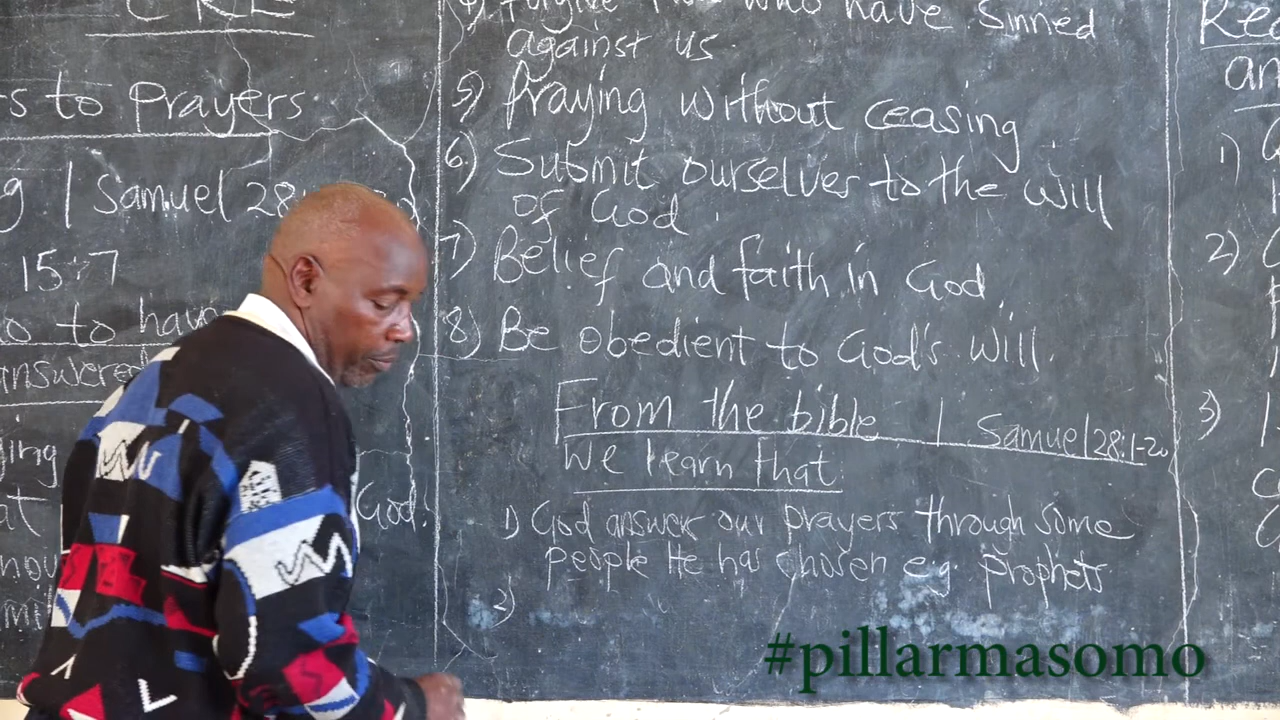 CRE
s to Prayers
g 1 Samuel 28:
15:7
to have
answered
ging
at God.
4) Forgive who have sinned
against us.
5) Praying without ceasing
6) Submit ourselves to the will
of God.
7) Belief and faith in God.
8) Be obedient to God's will.
From the bible 1 Samuel 28:1-20
We learn that
1) God answer our prayers through some
people He has chosen e.g. prophets
2)
1)
2)
3)
#pillarmasomo